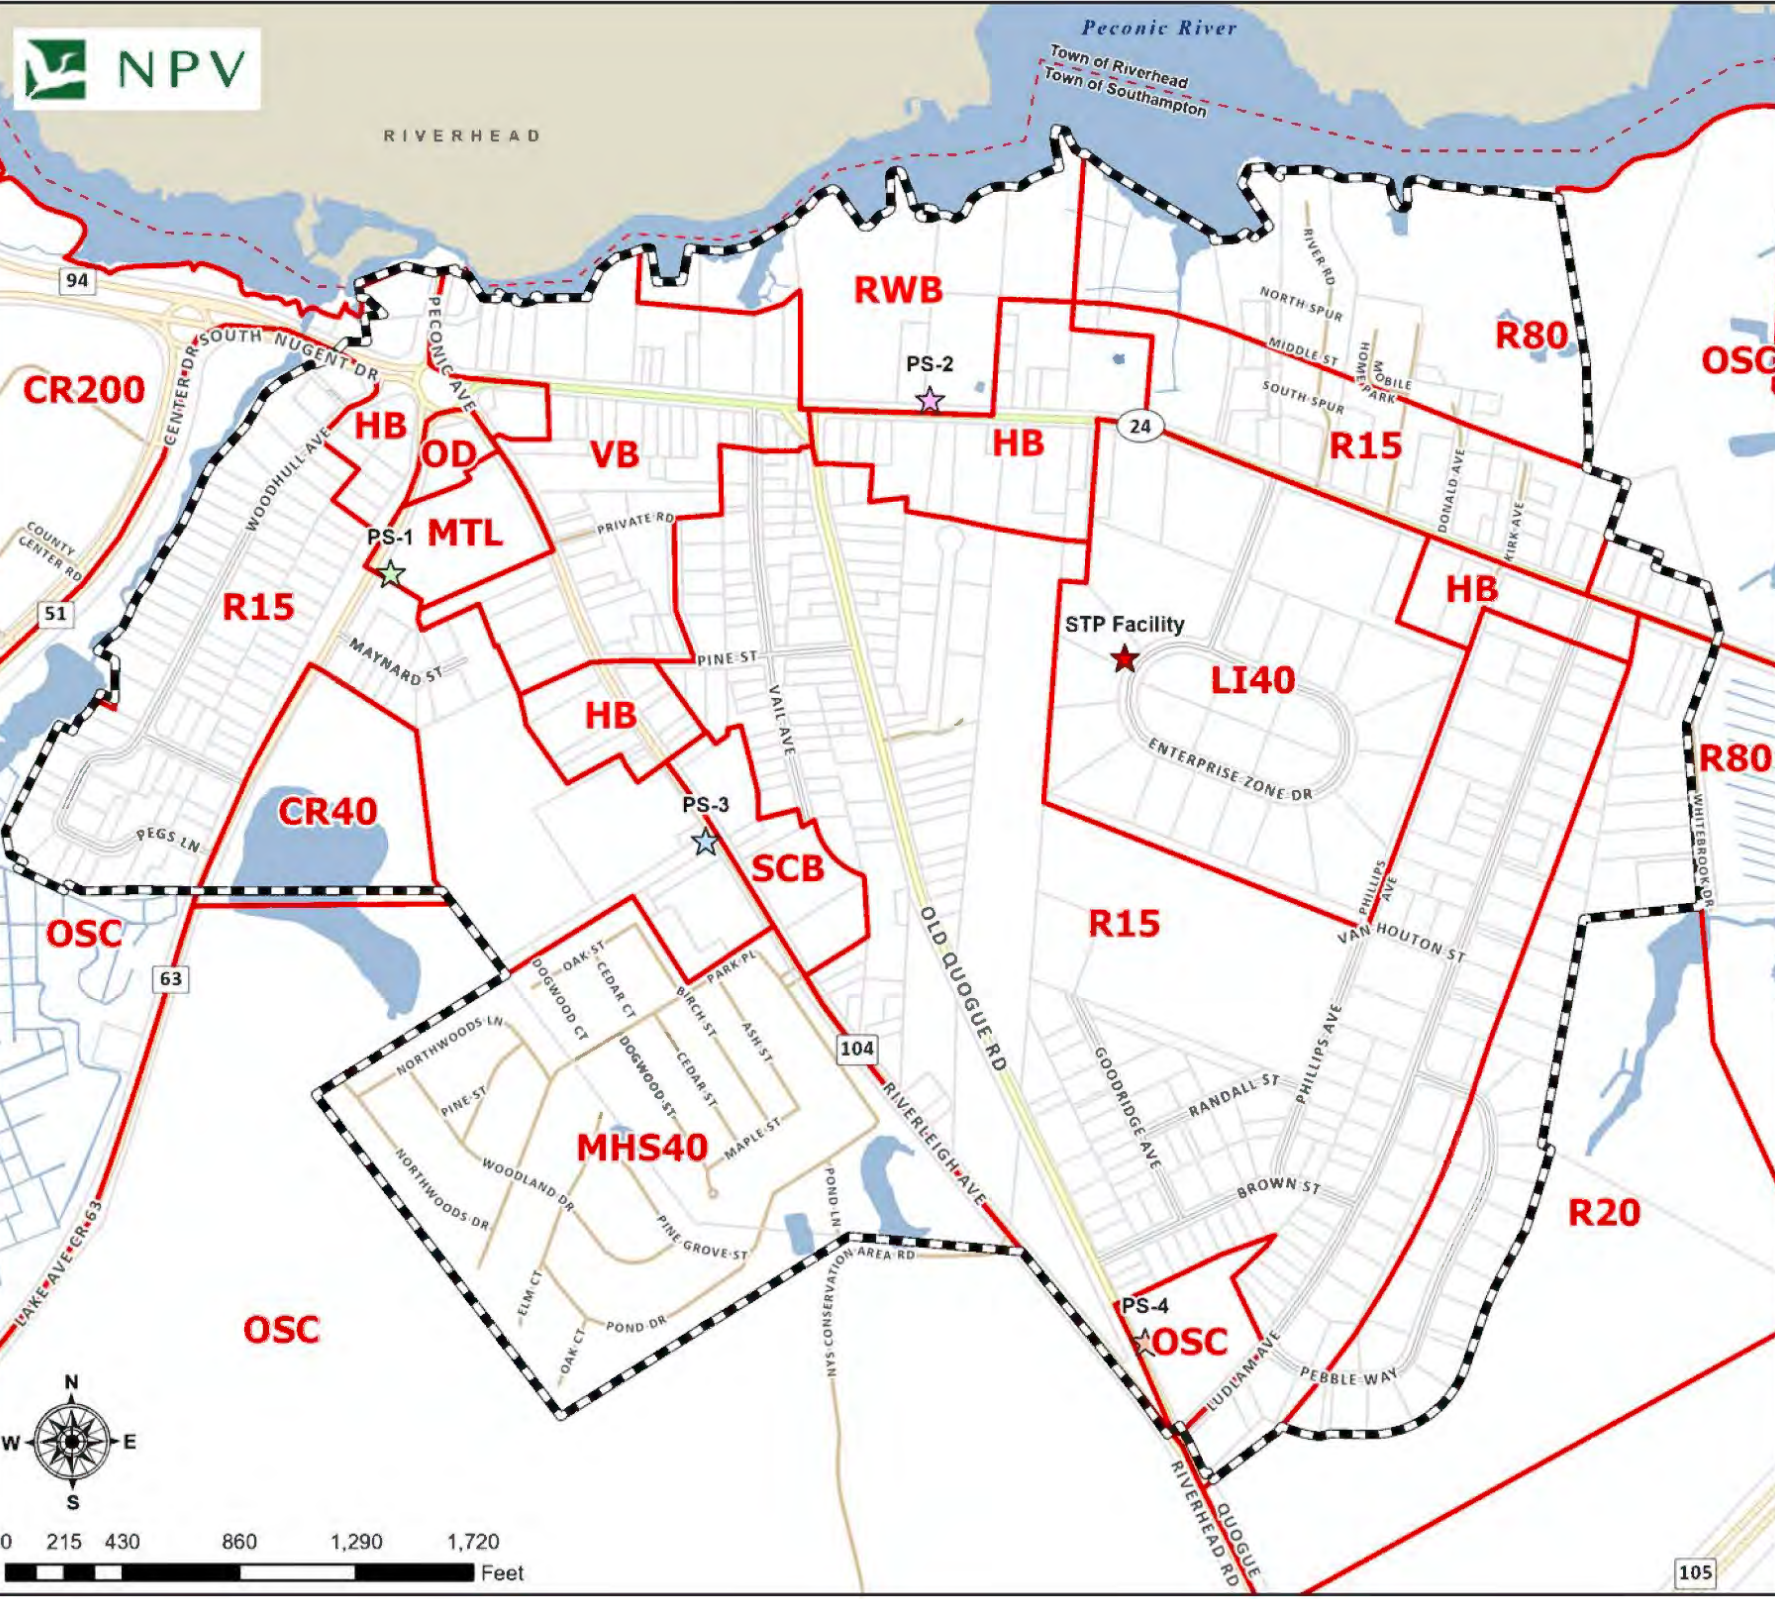 Peconic River
Town of Riverhead
Town of Southampton
NPV
RIVERHEAD
94
RWB
RIVER RD
NORTH SPUR
R80
OSC
MIDDLE ST
MOBILE
HOME PARK
SOUTH SPUR
PECONIC AVE
SOUTH NUGENT DR
CENTER DR
CR200
PS-2
HB
OD
VB
HB
24
R15
WOODHULL AVE
DONALD AVE
KIRK AVE
PRIVATE RD
PS-1
MTL
COUNTY
CENTER RD
51
R15
HB
STP Facility
LI40
MAYNARD ST
PINE ST
VAIL AVE
HB
ENTERPRISE ZONE DR
R80
CR40
PS-3
PEGS LN
SCB
WHITEBROOK DR
PHILLIPS
AVE
VAN HOUTON ST
R15
OSC
OLD QUOGUE RD
63
OAK ST
DOGWOOD CT
CEDAR CT
PARK PL
BIRCH ST
ASH ST
NORTHWOODS LN
DOGWOOD ST
CEDAR ST
104
GOODRIDGE AVE
PHILLIPS AVE
RANDALL ST
PINE ST
MAPLE ST
RIVERLEIGH AVE
MHS40
NORTHWOODS DR
WOODLAND DR
POND LN
BROWN ST
R20
PINE GROVE ST
NYS CONSERVATION AREA RD
LAKE AVE CR 63
ELM CT
POND DR
OAK CT
OSC
PS-4
OSC
LUDLAM AVE
PEBBLE WAY
N
W
E
S
RIVERHEAD RD
QUOGUE
0 215 430 860 1,290 1,720
Feet
105